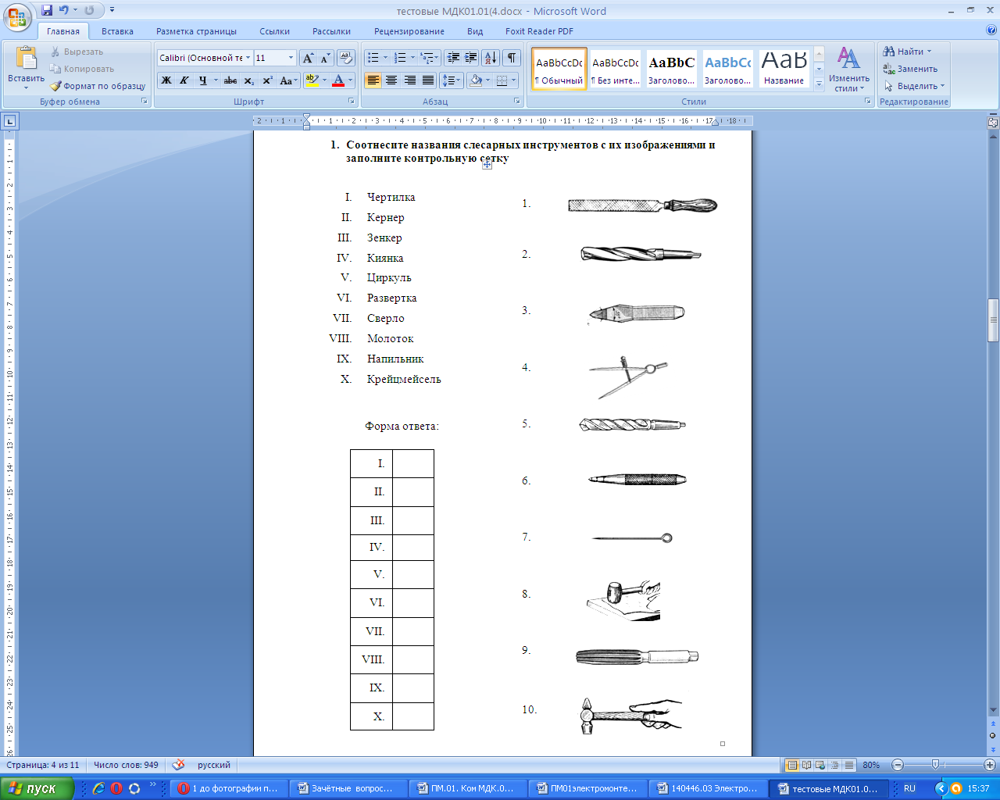 тестовые МДК01.01(4.docx - Microsoft Word
Главная Вставка Разметка страницы Ссылки Рассылки Рецензирование Вид Foxit Reader PDF
Вставить
Вырезать
Копировать
Формат по образцу
Буфер обмена
Calibri (Основной те 11
Ж К Ч abc x₂ x² Aa
Шрифт
Абзац
AaBbCcDc AaBbCcDc AaBbC AaBbCc АаВ
¶ Обычный ¶ Без инте... Заголово... Заголово... Название
Изменить стили
Стили
Найти
Заменить
Выделить
Редактирование
1. Соотнесите названия слесарных инструментов с их изображениями и
заполните контрольную сетку
I. Чертилка
II. Кернер
III. Зенкер
IV. Киянка
V. Циркуль
VI. Развертка
VII. Сверло
VIII. Молоток
IX. Напильник
X. Крейцмейсель
Форма ответа:
I.
II.
III.
IV.
V.
VI.
VII.
VIII.
IX.
X.
1.
2.
3.
4.
5.
6.
7.
8.
9.
10.
Страница: 4 из 11 Число слов: 949 русский 80%
пуск 1 до фотографии п... Зачётные вопрос... ПМ.01. Ком МДК.0... ПМ01электромонте... 140446.03 Электро... тестовые МДК01.0... RU 15:37